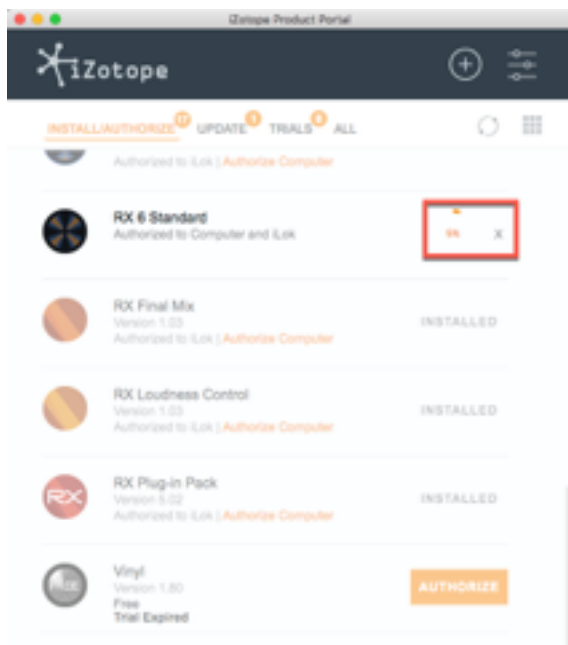 iZotope Product Portal
iZotope
INSTALL/AUTHORIZE 17 UPDATE TRIALS ALL
Authorized to iLok | Authorize Computer
RX 6 Standard
Authorized to Computer and iLok
X
RX Final Mix
Version 1.03
Authorized to iLok | Authorize Computer
INSTALLED
RX Loudness Control
Version 1.03
Authorized to iLok | Authorize Computer
INSTALLED
RX
RX Plug-in Pack
Version 5.02
Authorized to iLok | Authorize Computer
INSTALLED
Vinyl
Version 1.80
Free
Trial Expired
AUTHORIZE